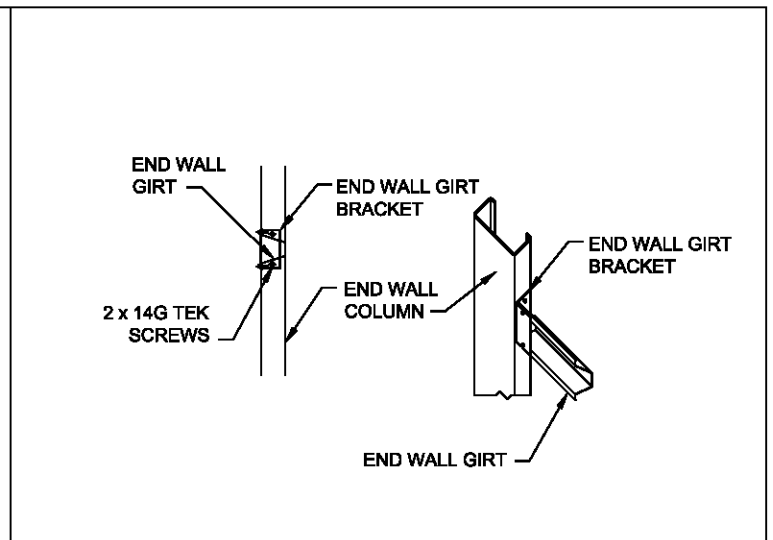 END WALL
GIRT
END WALL GIRT
BRACKET
2 x 14G TEK
SCREWS
END WALL
COLUMN
END WALL GIRT
BRACKET
END WALL GIRT